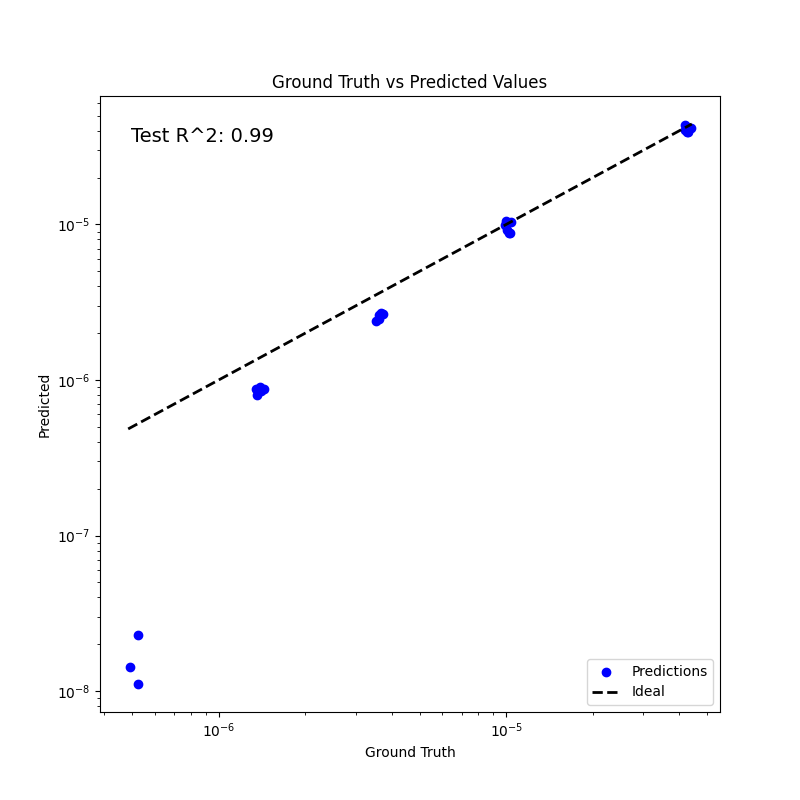 Ground Truth vs Predicted Values
Test R^2: 0.99
Predicted
10⁻⁵
10⁻⁶
10⁻⁷
10⁻⁸
10⁻⁶
10⁻⁵
Ground Truth
Predictions
Ideal